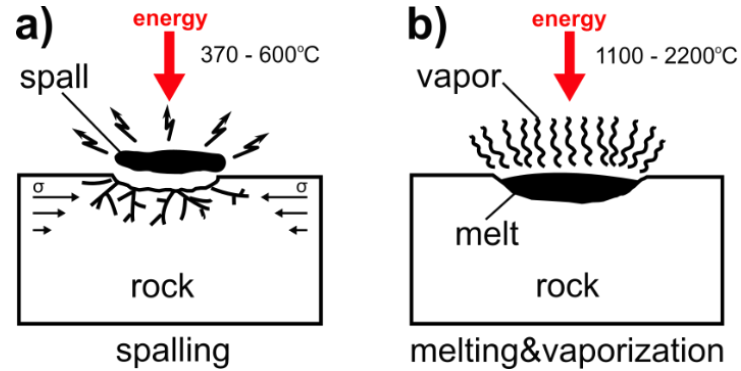 a)
energy
370 - 600°C
spall
σ
σ
rock
spalling
b)
energy
1100 - 2200°C
vapor
melt
rock
melting&vaporization